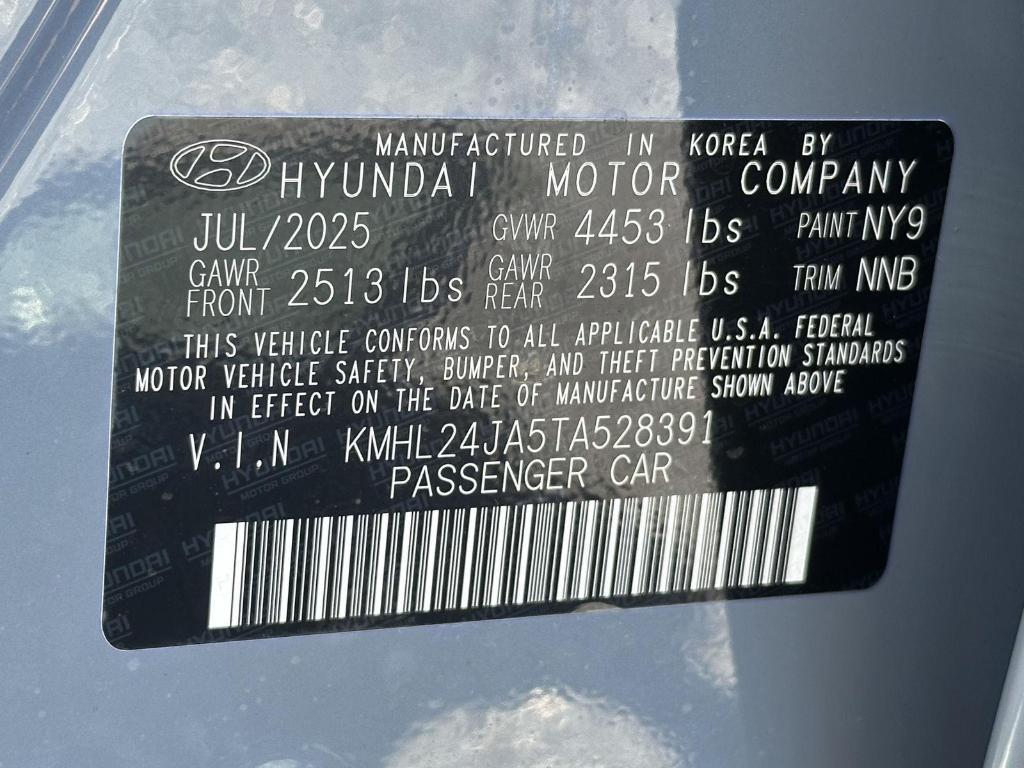 MANUFACTURED IN KOREA BY
HYUNDAI MOTOR COMPANY
JUL/2025 GVWR 4453 lbs PAINT NY9
GAWR FRONT 2513 lbs GAWR REAR 2315 lbs TRIM NNB
THIS VEHICLE CONFORMS TO ALL APPLICABLE U.S.A. FEDERAL
MOTOR VEHICLE SAFETY, BUMPER, AND THEFT PREVENTION STANDARDS
IN EFFECT ON THE DATE OF MANUFACTURE SHOWN ABOVE
V.I.N KMHL24JA5TA528391
PASSENGER CAR